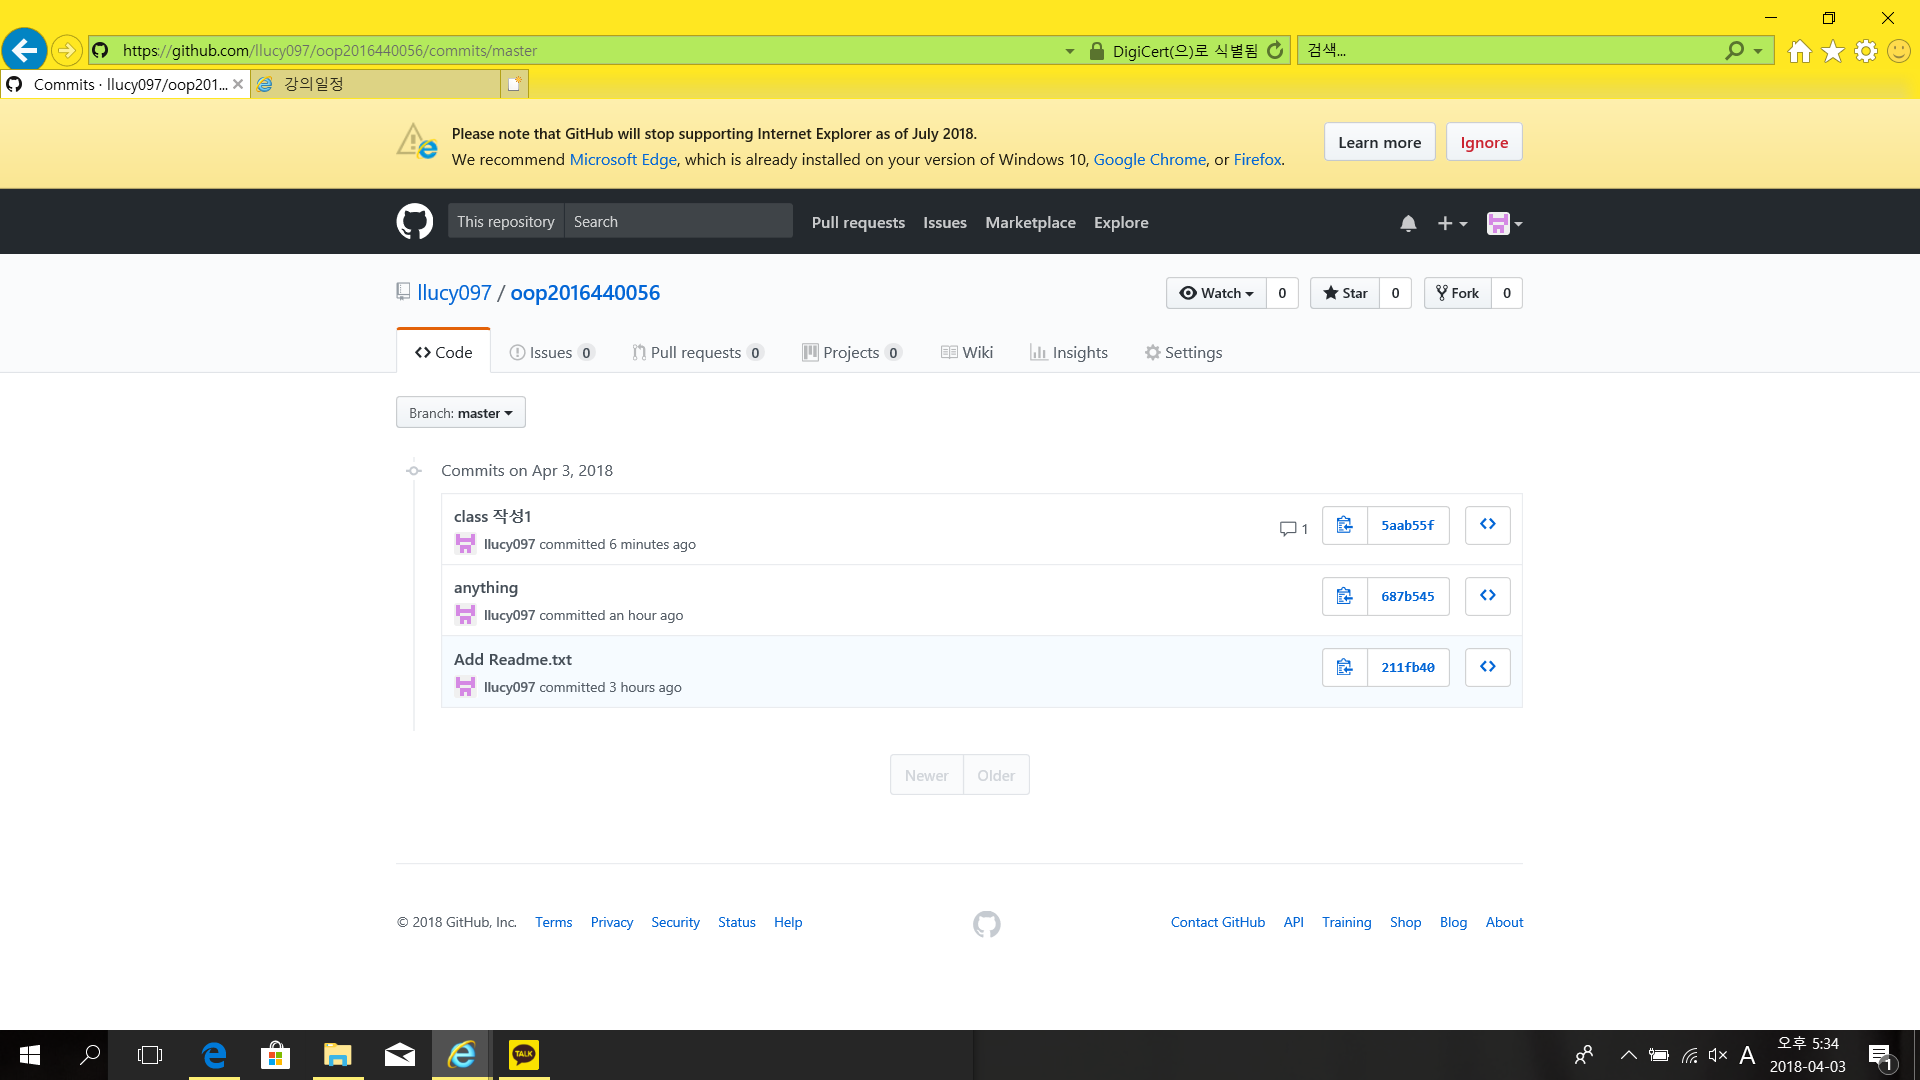 https://github.com/llucy097/oop2016440056/commits/master
DigiCert(으)로 식별됨
검색...
Commits · llucy097/oop201...
강의일정
Please note that GitHub will stop supporting Internet Explorer as of July 2018.
We recommend Microsoft Edge, which is already installed on your version of Windows 10, Google Chrome, or Firefox.
Learn more
Ignore
This repository
Search
Pull requests
Issues
Marketplace
Explore
llucy097 / oop2016440056
Watch 0
Star 0
Fork 0
Code
Issues 0
Pull requests 0
Projects 0
Wiki
Insights
Settings
Branch: master
Commits on Apr 3, 2018
class 작성1
llucy097 committed 6 minutes ago
1
5aab55f
anything
llucy097 committed an hour ago
687b545
Add Readme.txt
llucy097 committed 3 hours ago
211fb40
Newer
Older
© 2018 GitHub, Inc.
Terms
Privacy
Security
Status
Help
Contact GitHub
API
Training
Shop
Blog
About
TALK
A
오후 5:34
2018-04-03
1